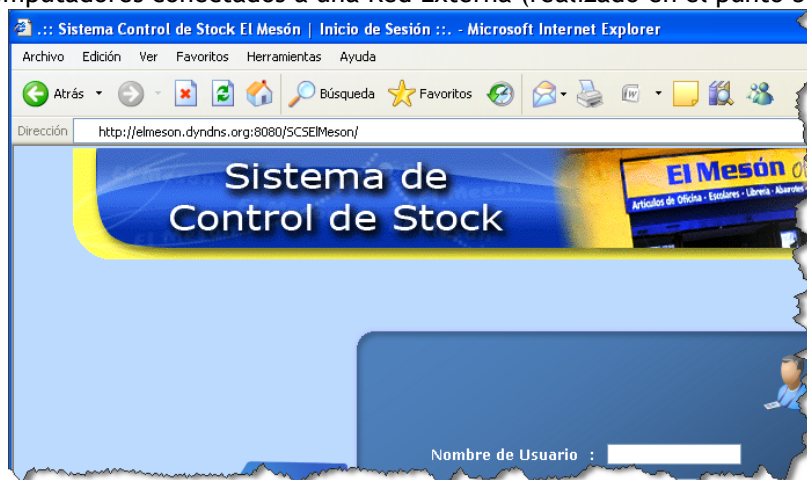 mputadores conectados a una Red Externa (realizado en el punto
.:: Sistema Control de Stock El Mesón | Inicio de Sesión ::. - Microsoft Internet Explorer
Archivo Edición Ver Favoritos Herramientas Ayuda
Atrás Búsqueda Favoritos
Dirección http://elmeson.dyndns.org:8080/SCSElMeson/
Sistema de
Control de Stock
El Mesón
Artículos de Oficina - Escolares - Librería - Abarrotes
Nombre de Usuario :